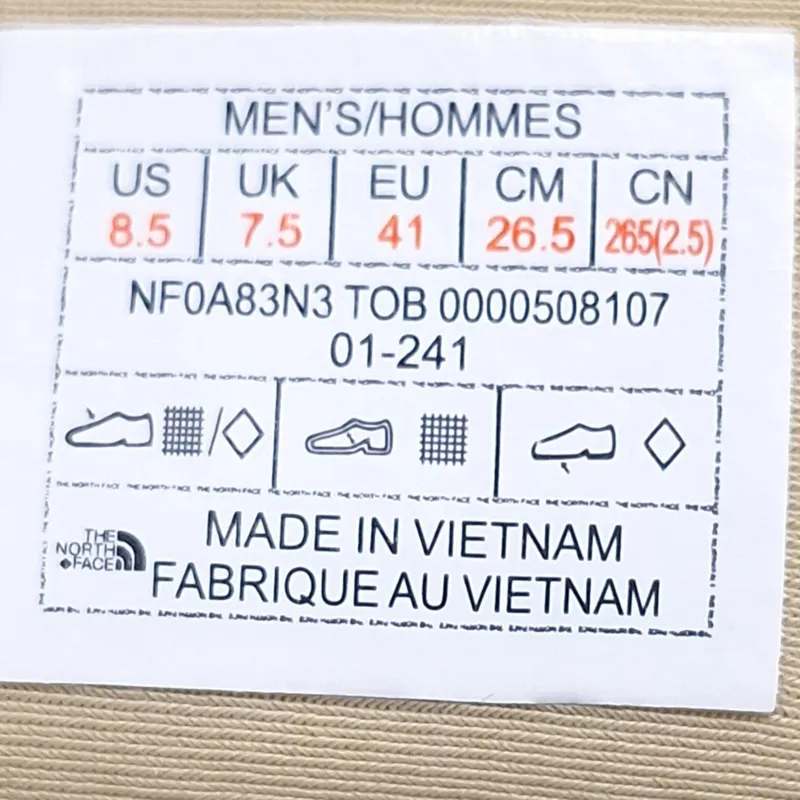 MEN'S/HOMMES
US UK EU CM CN
8.5 7.5 41 26.5 265(2.5)
NF0A83N3 TOB 0000508107
01-241
THE
NORTH
FACE
MADE IN VIETNAM
FABRIQUE AU VIETNAM